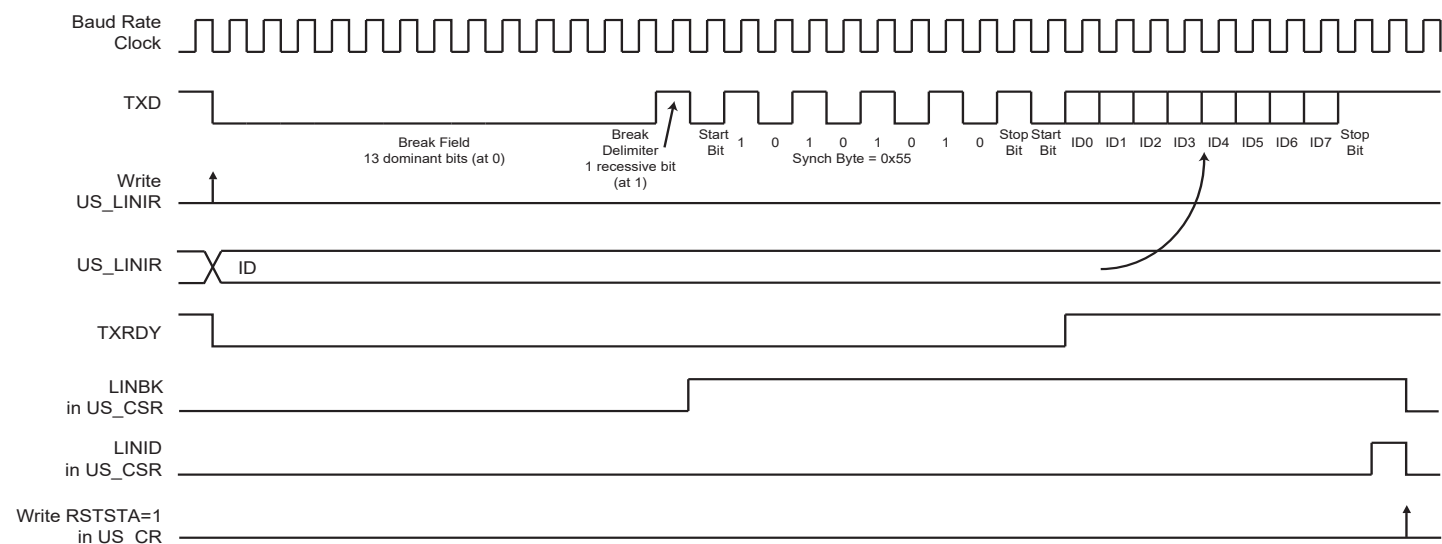 Baud Rate
Clock
TXD
Break Field
13 dominant bits (at 0)
Break
Delimiter
1 recessive bit
(at 1)
Start
Bit
1 0 1 0 1 0 1 0
Synch Byte = 0x55
Stop
Bit
Start
Bit
ID0 ID1 ID2 ID3 ID4 ID5 ID6 ID7
Stop
Bit
Write
US_LINIR
US_LINIR
ID
TXRDY
LINBK
in US_CSR
LINID
in US_CSR
Write RSTSTA=1
in US_CR